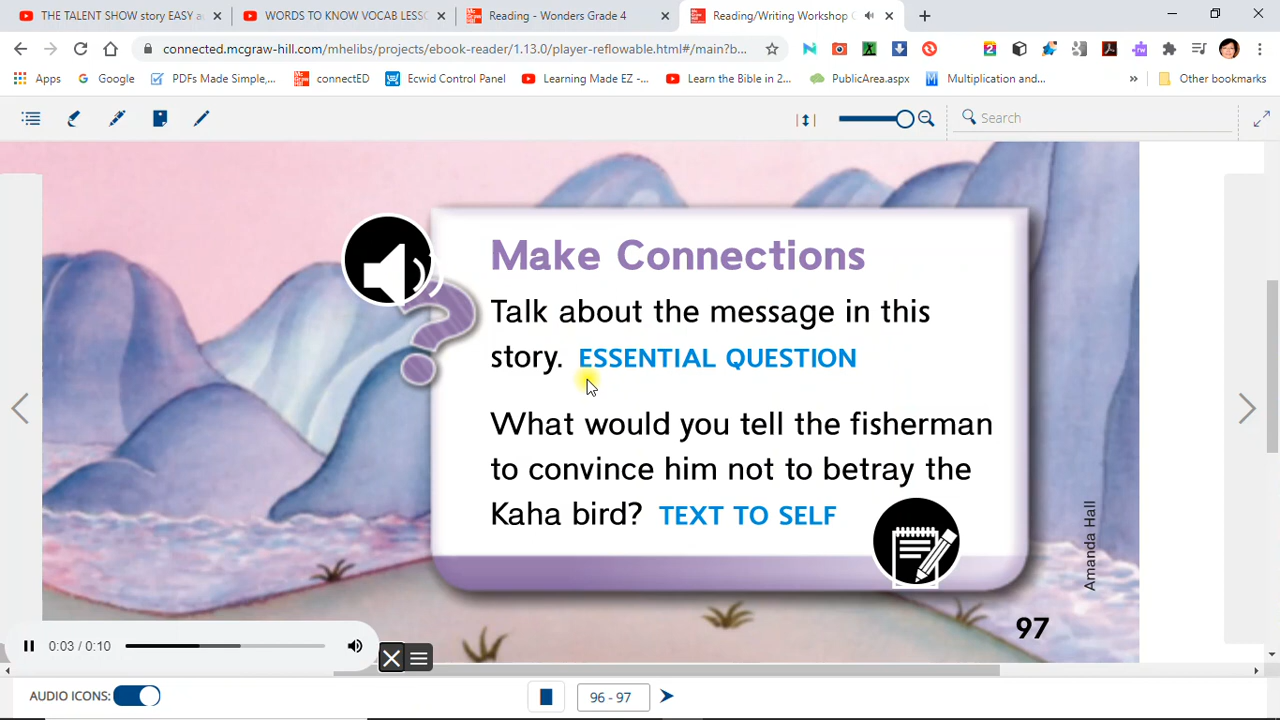 THE TALENT SHOW story EASY a
WORDS TO KNOW VOCAB LESS
Reading - Wonders Grade 4
Reading/Writing Workshop
connected.mcgraw-hill.com/mhelibs/projects/ebook-reader/1.13.0/player-reflowable.html#/main?b...
Apps
Google
PDFs Made Simple,...
connectED
Ecwid Control Panel
Learning Made EZ -...
Learn the Bible in 2...
PublicArea.aspx
Multiplication and...
»
Other bookmarks
Search
Make Connections
Talk about the message in this
story. ESSENTIAL QUESTION
What would you tell the fisherman
to convince him not to betray the
Kaha bird? TEXT TO SELF
Amanda Hall
97
0:03 / 0:10
AUDIO ICONS:
96 - 97